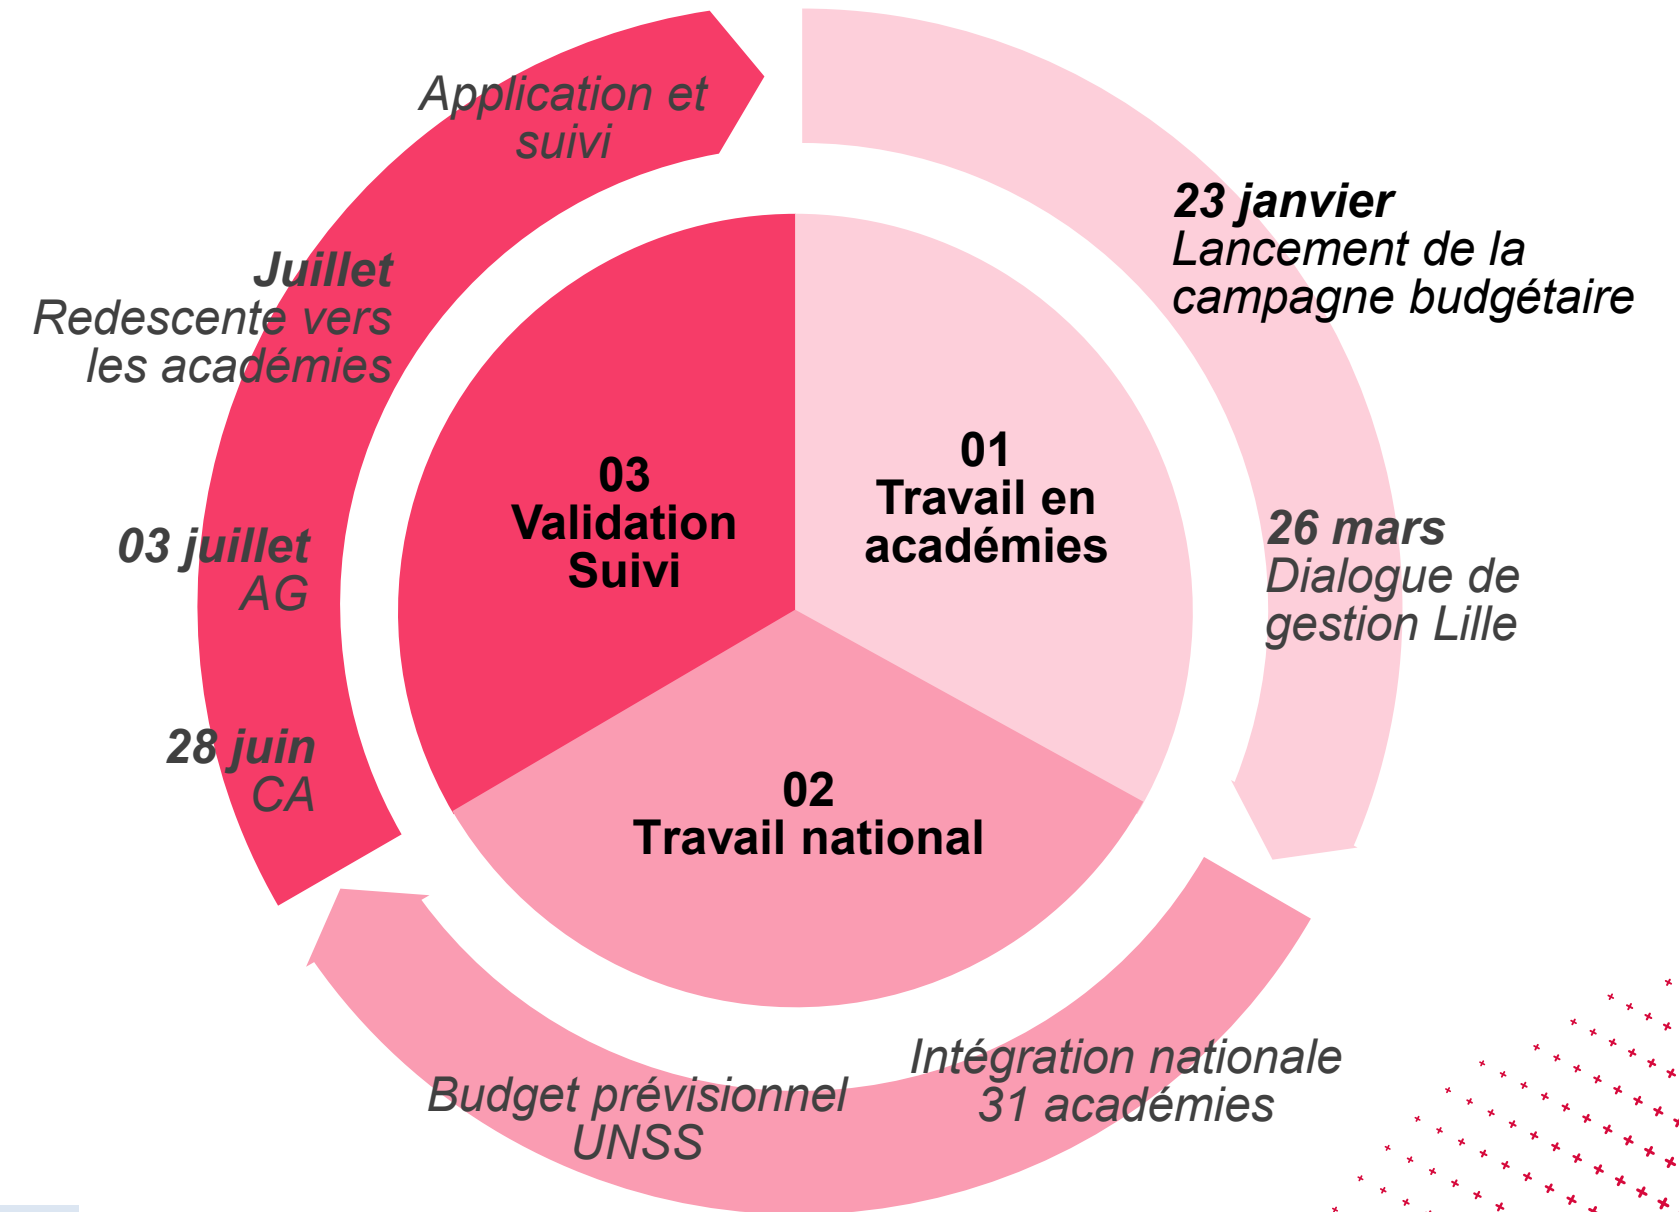 Application et
suivi
23 janvier
Lancement de la
campagne budgétaire
Juillet
Redescente vers
les académies
01
Travail en
académies
03
Validation
Suivi
26 mars
Dialogue de
gestion Lille
03 juillet
AG
28 juin
CA
02
Travail national
Intégration nationale
31 académies
Budget prévisionnel
UNSS